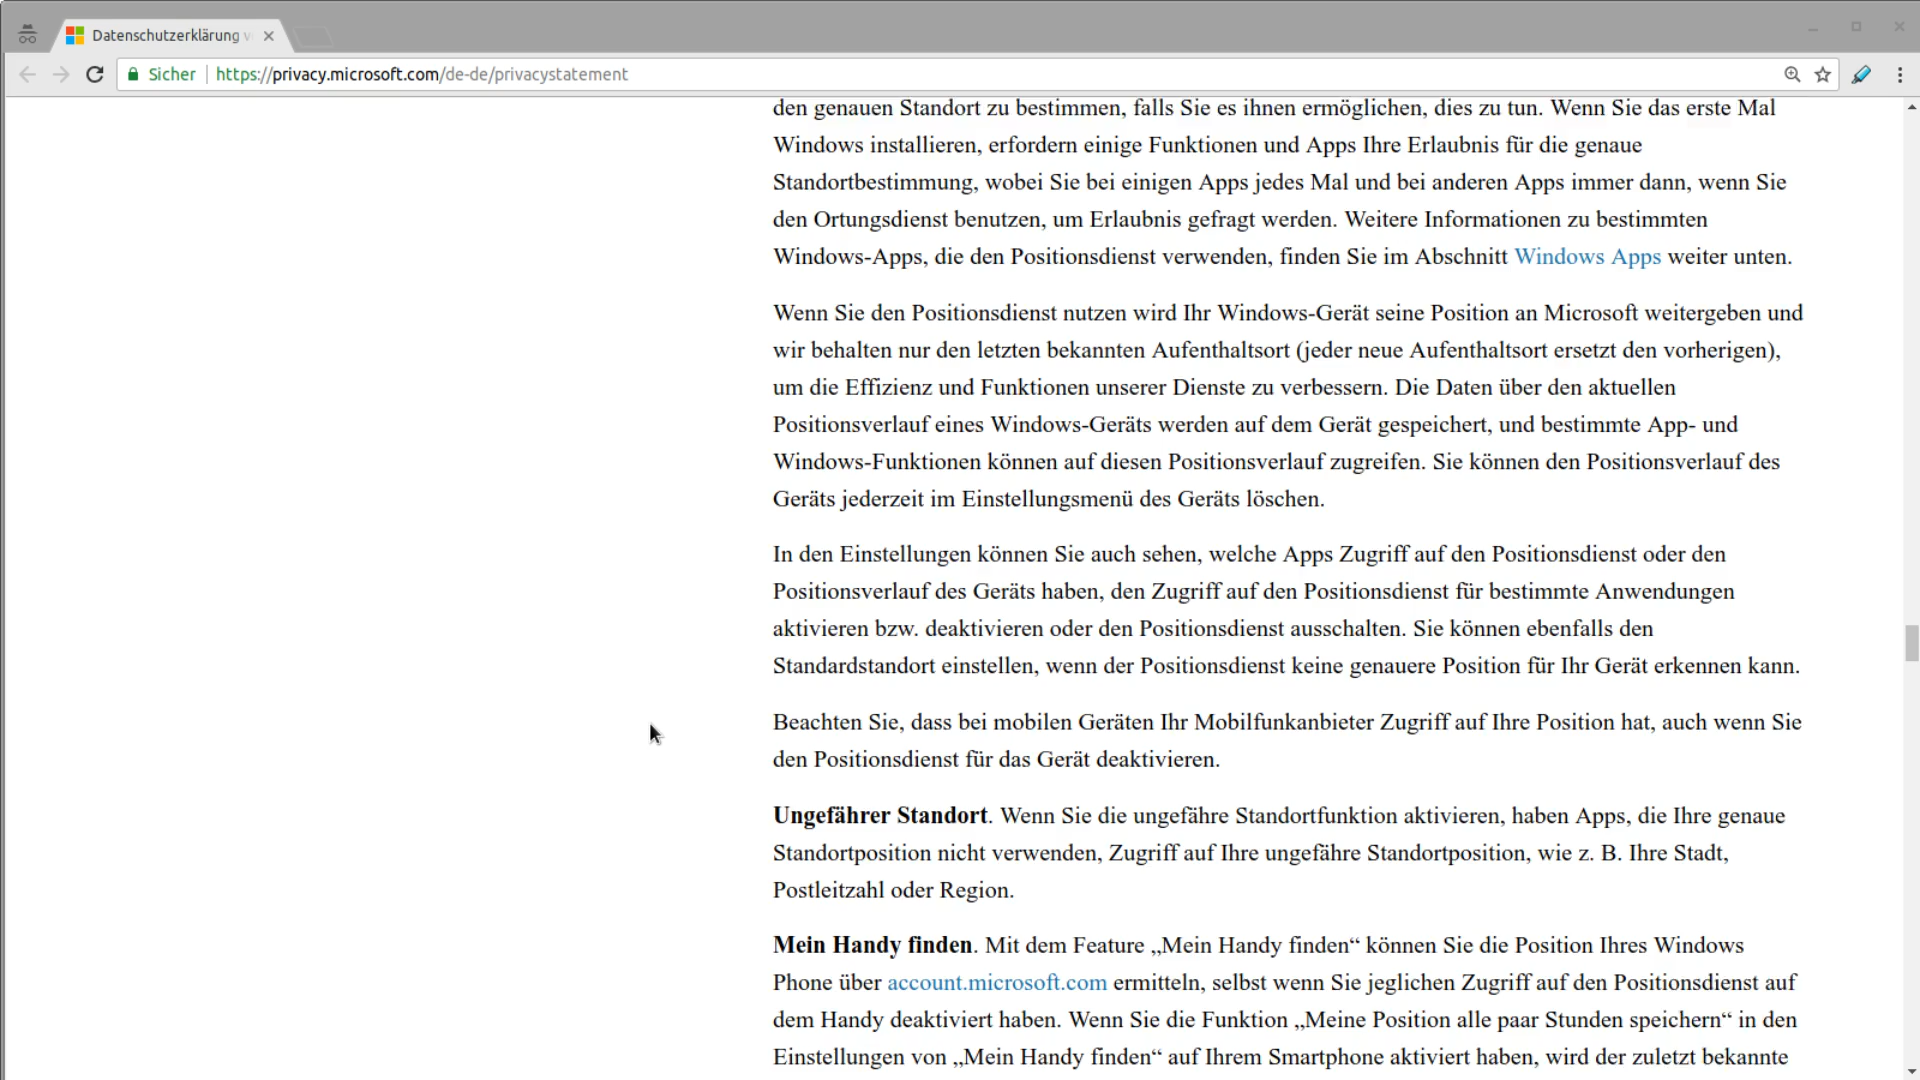 Datenschutzerklärung
Sicher
https://privacy.microsoft.com/de-de/privacystatement
den genauen Standort zu bestimmen, falls Sie es ihnen ermöglichen, dies zu tun. Wenn Sie das erste Mal
Windows installieren, erfordern einige Funktionen und Apps Ihre Erlaubnis für die genaue
Standortbestimmung, wobei Sie bei einigen Apps jedes Mal und bei anderen Apps immer dann, wenn Sie
den Ortungsdienst benutzen, um Erlaubnis gefragt werden. Weitere Informationen zu bestimmten
Windows-Apps, die den Positionsdienst verwenden, finden Sie im Abschnitt Windows Apps weiter unten.
Wenn Sie den Positionsdienst nutzen wird Ihr Windows-Gerät seine Position an Microsoft weitergeben und
wir behalten nur den letzten bekannten Aufenthaltsort (jeder neue Aufenthaltsort ersetzt den vorherigen),
um die Effizienz und Funktionen unserer Dienste zu verbessern. Die Daten über den aktuellen
Positionsverlauf eines Windows-Geräts werden auf dem Gerät gespeichert, und bestimmte App- und
Windows-Funktionen können auf diesen Positionsverlauf zugreifen. Sie können den Positionsverlauf des
Geräts jederzeit im Einstellungsmenü des Geräts löschen.
In den Einstellungen können Sie auch sehen, welche Apps Zugriff auf den Positionsdienst oder den
Positionsverlauf des Geräts haben, den Zugriff auf den Positionsdienst für bestimmte Anwendungen
aktivieren bzw. deaktivieren oder den Positionsdienst ausschalten. Sie können ebenfalls den
Standardstandort einstellen, wenn der Positionsdienst keine genauere Position für Ihr Gerät erkennen kann.
Beachten Sie, dass bei mobilen Geräten Ihr Mobilfunkanbieter Zugriff auf Ihre Position hat, auch wenn Sie
den Positionsdienst für das Gerät deaktivieren.
Ungefährer Standort. Wenn Sie die ungefähre Standortfunktion aktivieren, haben Apps, die Ihre genaue
Standortposition nicht verwenden, Zugriff auf Ihre ungefähre Standortposition, wie z. B. Ihre Stadt,
Postleitzahl oder Region.
Mein Handy finden. Mit dem Feature „Mein Handy finden“ können Sie die Position Ihres Windows
Phone über account.microsoft.com ermitteln, selbst wenn Sie jeglichen Zugriff auf den Positionsdienst auf
dem Handy deaktiviert haben. Wenn Sie die Funktion „Meine Position alle paar Stunden speichern“ in den
Einstellungen von „Mein Handy finden“ auf Ihrem Smartphone aktiviert haben, wird der zuletzt bekannte